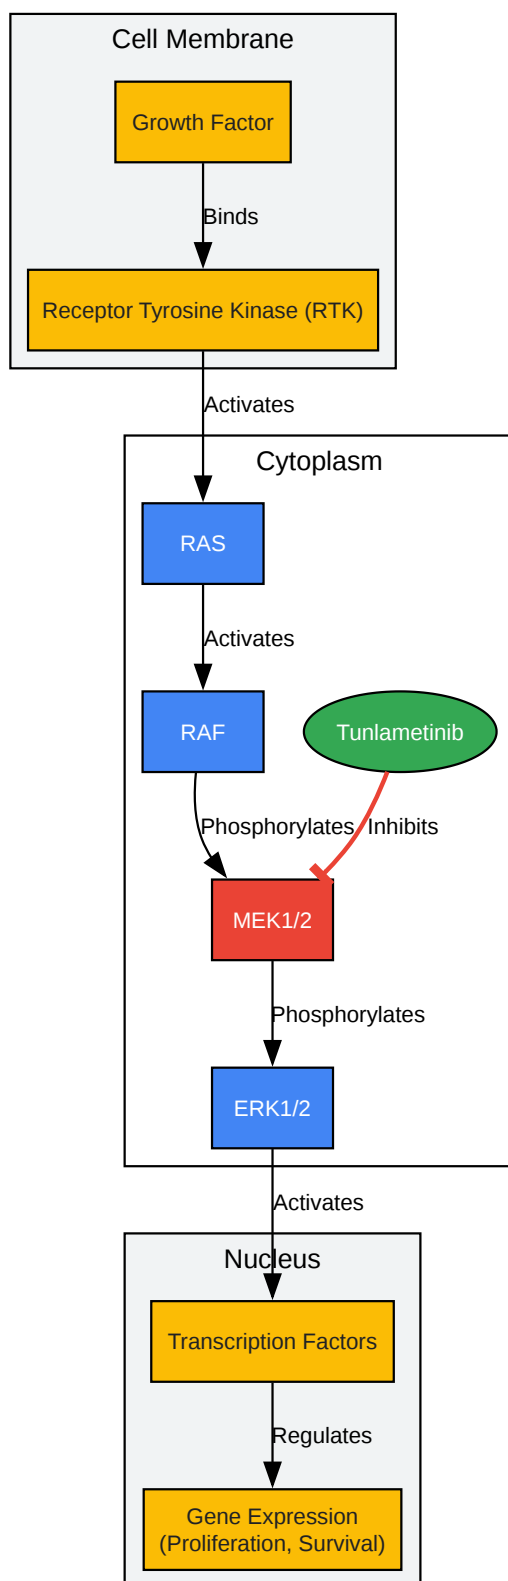 Cell Membrane
Growth Factor
Binds
Receptor Tyrosine Kinase (RTK)
Activates
Cytoplasm
RAS
Activates
RAF
Tunlametinib
Phosphorylates
Inhibits
MEK1/2
Phosphorylates
ERK1/2
Activates
Nucleus
Transcription Factors
Regulates
Gene Expression
(Proliferation, Survival)